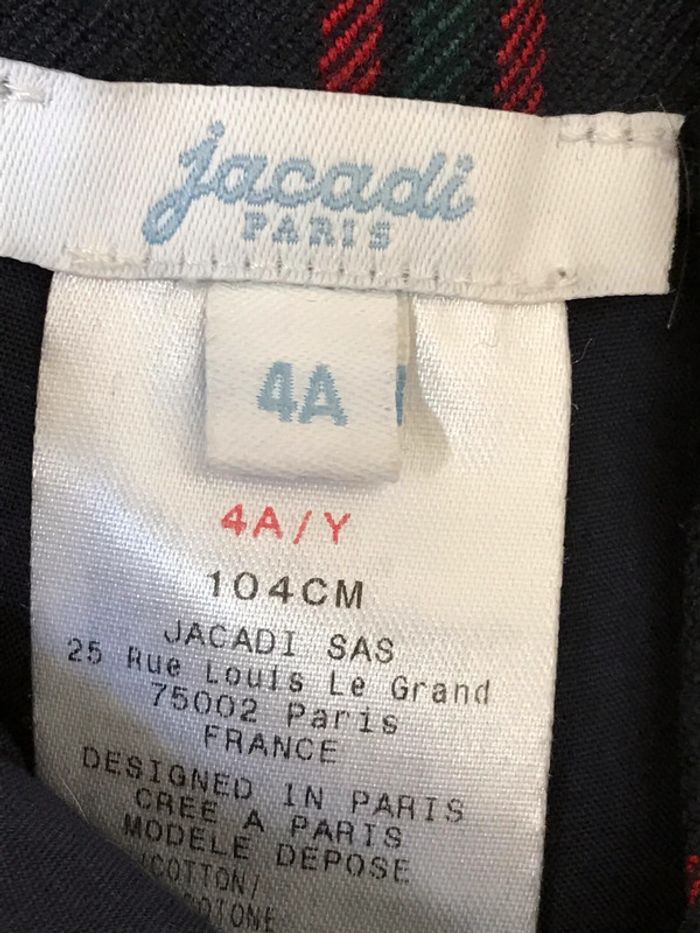 jacadi
PARIS
4A
4A/Y
104CM
JACADI SAS
25 Rue Louis Le Grand
75002 Paris
FRANCE
DESIGNED IN PARIS
CREE A PARIS
MODELE DEPOSE
/COTTON/